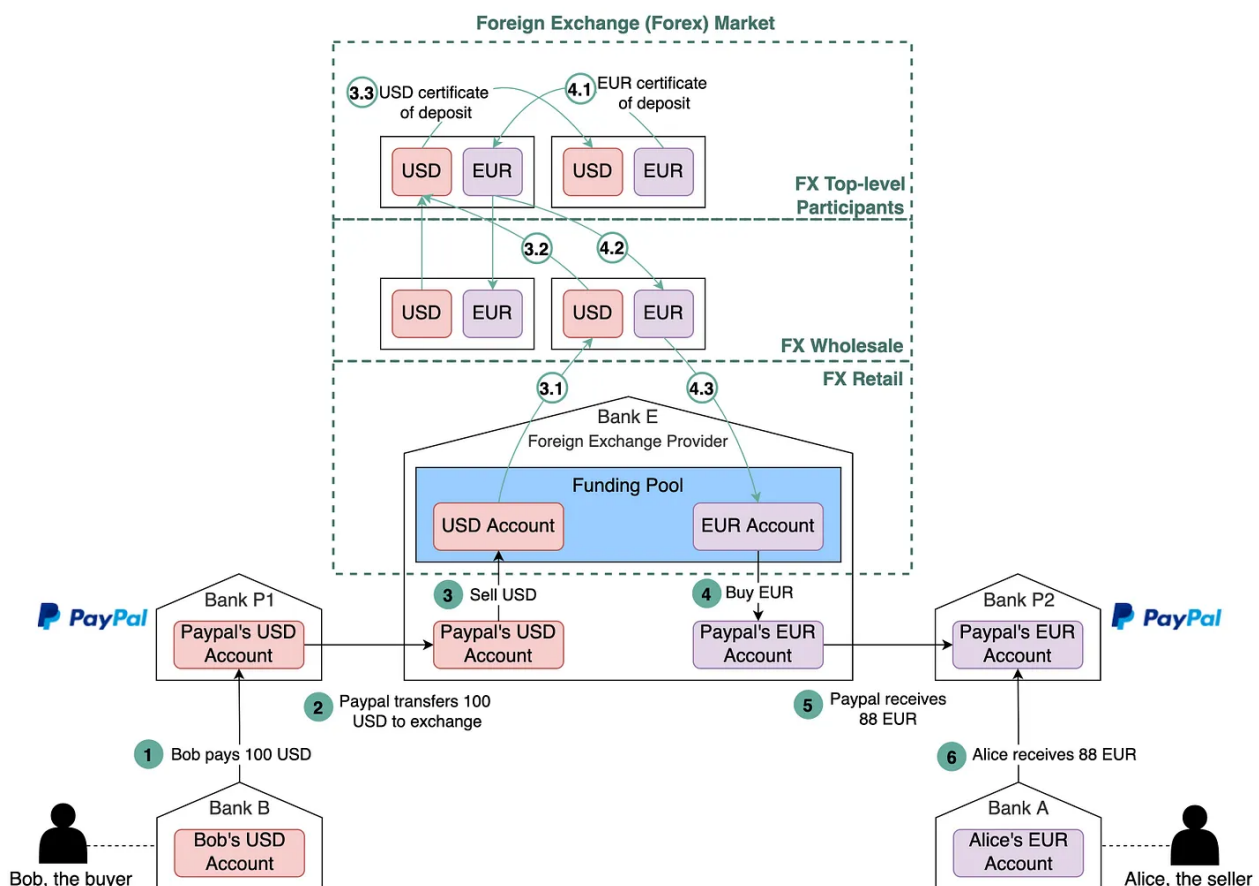 Foreign Exchange (Forex) Market
3.3
USD certificate
of deposit
4.1
EUR certificate
of deposit
USD
EUR
USD
EUR
FX Top-level
Participants
3.2
4.2
USD
EUR
USD
EUR
FX Wholesale
FX Retail
3.1
4.3
Bank E
Foreign Exchange Provider
Funding Pool
USD Account
EUR Account
3
Sell USD
4
Buy EUR
PayPal
Bank P1
Paypal's USD
Account
Paypal's USD
Account
Paypal's EUR
Account
Bank P2
Paypal's EUR
Account
PayPal
2
Paypal transfers 100
USD to exchange
5
Paypal receives
88 EUR
1
Bob pays 100 USD
6
Alice receives 88 EUR
Bank B
Bob's USD
Account
Bob, the buyer
Bank A
Alice's EUR
Account
Alice, the seller